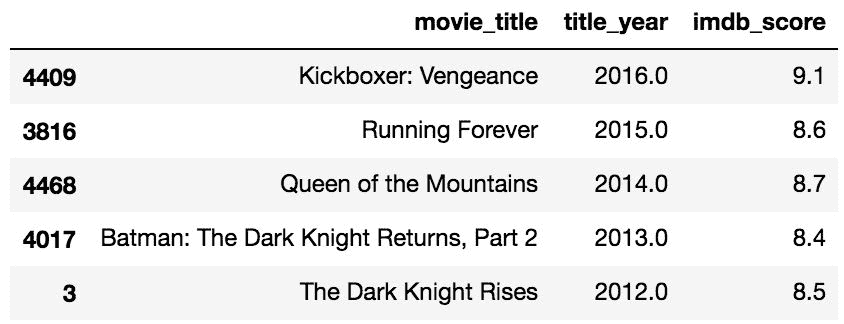 movie_title title_year imdb_score
4409 Kickboxer: Vengeance 2016.0 9.1
3816 Running Forever 2015.0 8.6
4468 Queen of the Mountains 2014.0 8.7
4017 Batman: The Dark Knight Returns, Part 2 2013.0 8.4
3 The Dark Knight Rises 2012.0 8.5